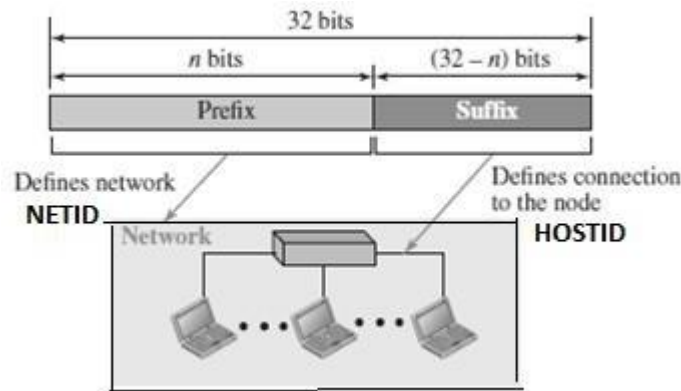 32 bits
n bits
(32 – n) bits
Prefix
Suffix
Defines network
NETID
Defines connection
to the node
HOSTID
Network